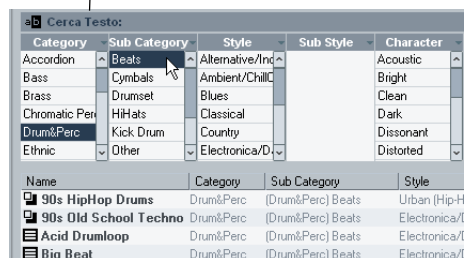 Cerca Testo:
Category Sub Category Style Sub Style Character
Accordion Beats Alternative/Ind Acoustic
Bass Cymbals Ambient/ChillC Bright
Brass Drumset Blues Clean
Chromatic Perc HiHats Classical Dark
Drum&Perc Kick Drum Country Dissonant
Ethnic Other Electronica/D Distorted
Name Category Sub Category Style
90s HipHop Drums Drum&Perc (Drum&Perc) Beats Urban (Hip-H
90s Old School Techno Drum&Perc (Drum&Perc) Beats Electronica/D
Acid Drumloop Drum&Perc (Drum&Perc) Beats Electronica/D
Big Beat Drum&Perc (Drum&Perc) Beats Electronica/D